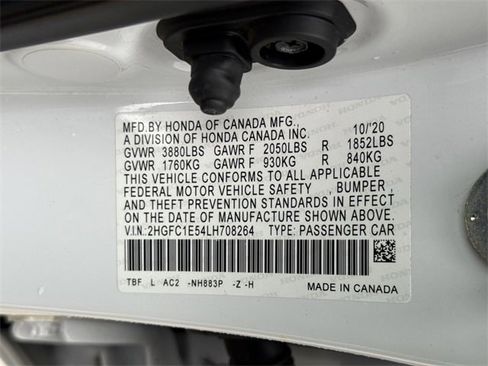 MFD.BY HONDA OF CANADA MFG., 10/'20
A DIVISION OF HONDA CANADA INC.
GVWR 3880LBS GAWR F 2050LBS R 1852LBS
GVWR 1760KG GAWR F 930KG R 840KG
THIS VEHICLE CONFORMS TO ALL APPLICABLE
FEDERAL MOTOR VEHICLE SAFETY , BUMPER ,
AND THEFT PREVENTION STANDARDS IN EFFECT
ON THE DATE OF MANUFACTURE SHOWN ABOVE.
V.I.N.:2HGFC1E54LH708264 TYPE: PASSENGER CAR
TBF L AC2 -NH883P -Z -H
MADE IN CANADA